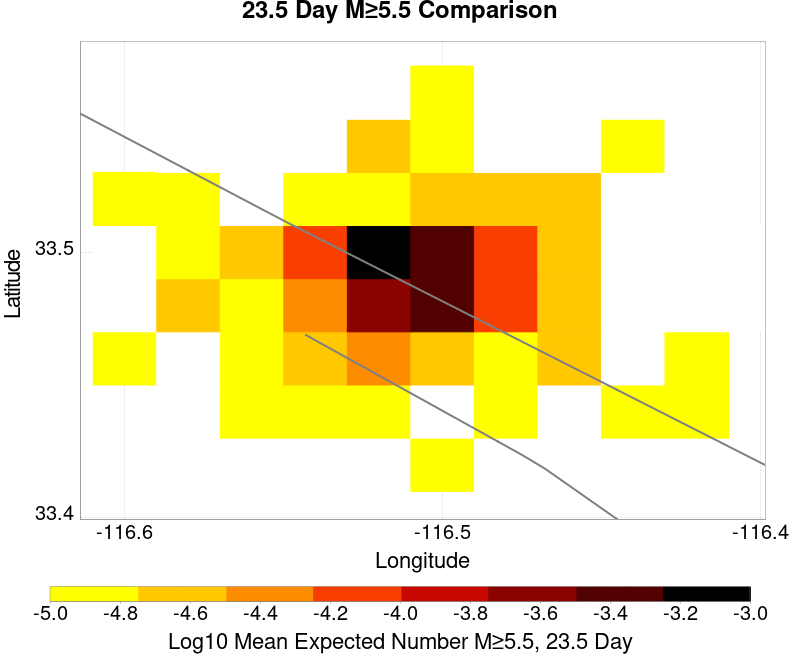 23.5 Day M≥5.5 Comparison
Latitude
33.5
33.4
-116.6 -116.5 -116.4
Longitude
-5.0 -4.8 -4.6 -4.4 -4.2 -4.0 -3.8 -3.6 -3.4 -3.2 -3.0
Log10 Mean Expected Number M≥5.5, 23.5 Day